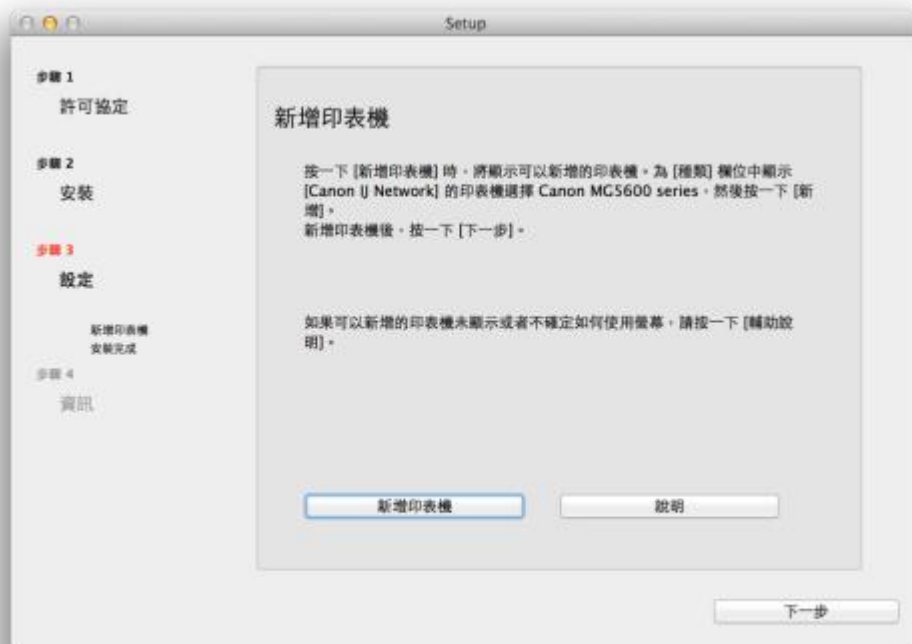 Setup
步驟 1
許可協定
步驟 2
安裝
步驟 3
設定
新增印表機
安裝完成
步驟 4
資訊
新增印表機
按一下 [新增印表機] 時，將顯示可以新增的印表機。為 [種類] 欄位中顯示
[Canon IJ Network] 的印表機選擇 Canon MG5600 series，然後按一下 [新
增]。
新增印表機後，按一下 [下一步]。
如果可以新增的印表機未顯示或者不確定如何使用螢幕，請按一下 [輔助說
明]。
新增印表機
說明
下一步